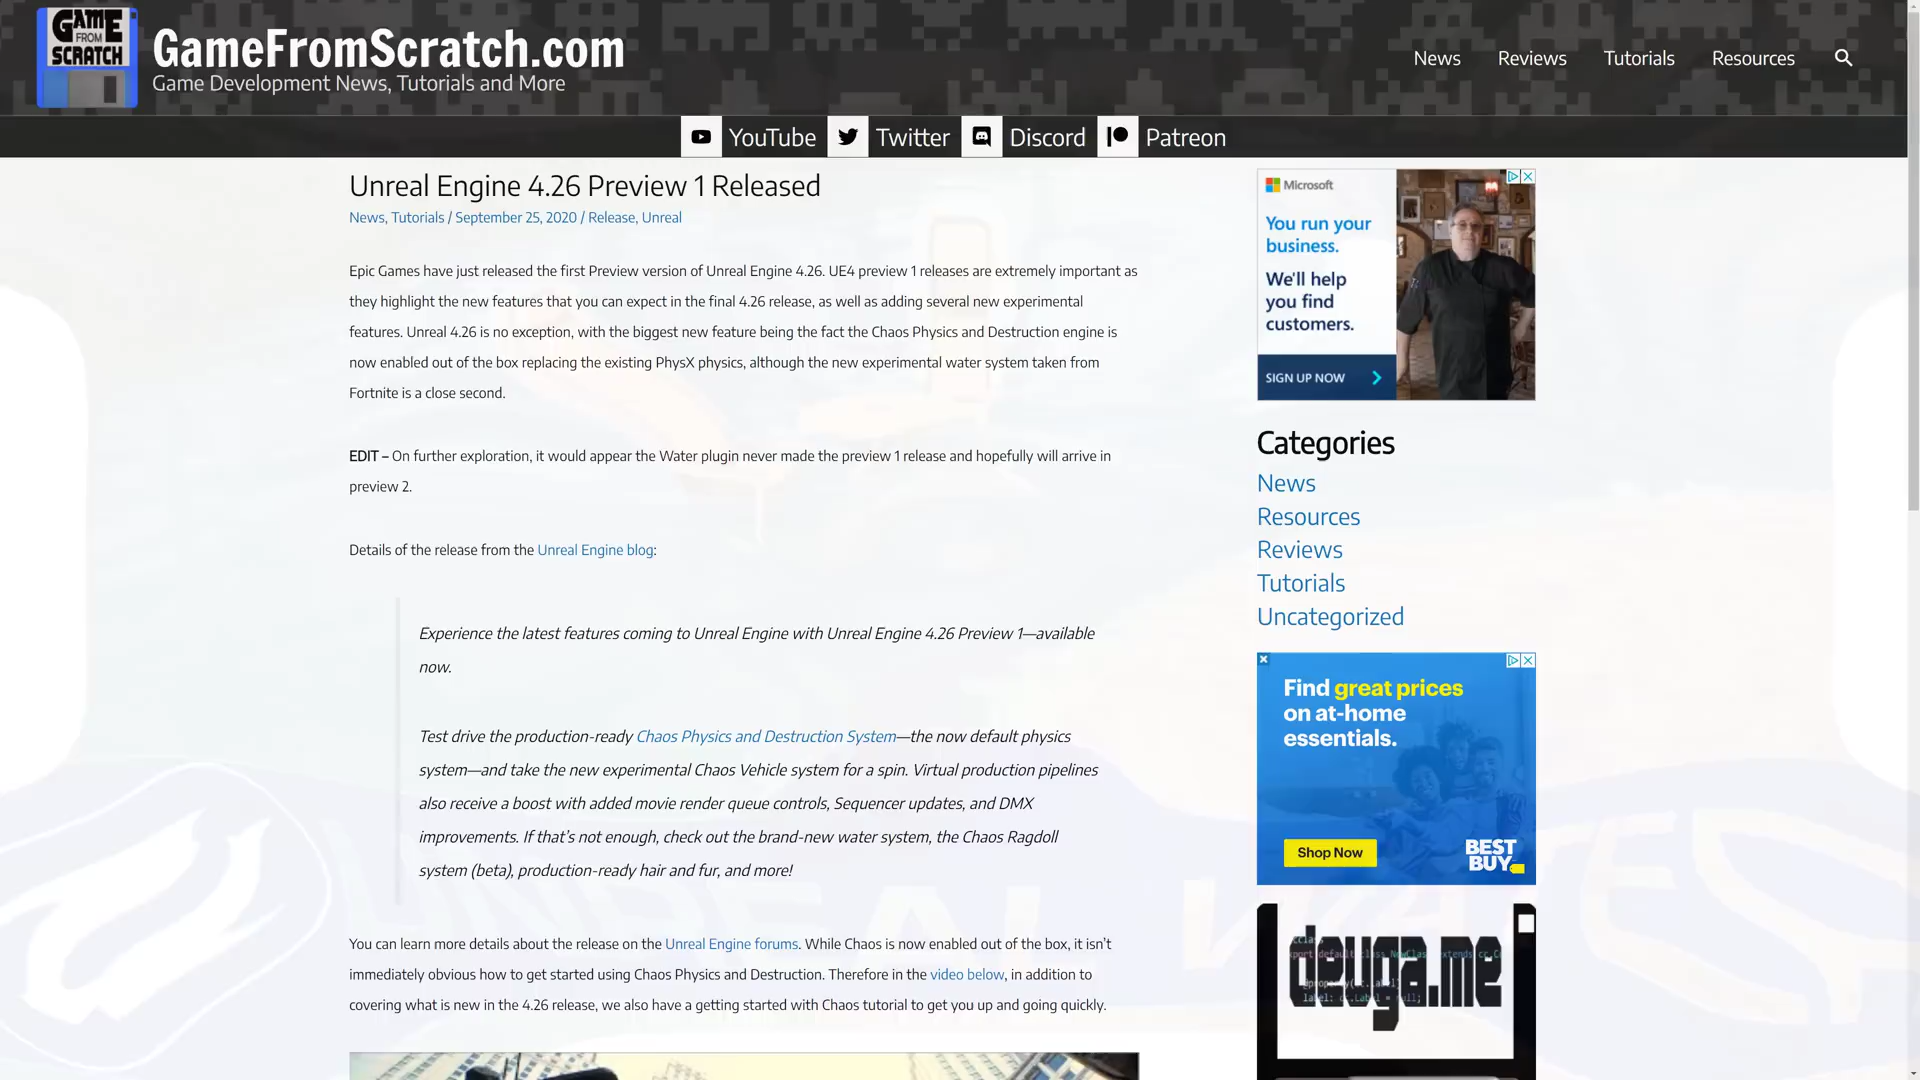 GAME
FROM
SCRATCH
GameFromScratch.com
Game Development News, Tutorials and More
News
Reviews
Tutorials
Resources
YouTube
Twitter
Discord
Patreon
Unreal Engine 4.26 Preview 1 Released
News, Tutorials / September 25, 2020 / Release, Unreal
Epic Games have just released the first Preview version of Unreal Engine 4.26. UE4 preview 1 releases are extremely important as
they highlight the new features that you can expect in the final 4.26 release, as well as adding several new experimental
features. Unreal 4.26 is no exception, with the biggest new feature being the fact the Chaos Physics and Destruction engine is
now enabled out of the box replacing the existing PhysX physics, although the new experimental water system taken from
Fortnite is a close second.
EDIT – On further exploration, it would appear the Water plugin never made the preview 1 release and hopefully will arrive in
preview 2.
Details of the release from the Unreal Engine blog:
Experience the latest features coming to Unreal Engine with Unreal Engine 4.26 Preview 1—available
now.
Test drive the production-ready Chaos Physics and Destruction System—the now default physics
system—and take the new experimental Chaos Vehicle system for a spin. Virtual production pipelines
also receive a boost with added movie render queue controls, Sequencer updates, and DMX
improvements. If that's not enough, check out the brand-new water system, the Chaos Ragdoll
system (beta), production-ready hair and fur, and more!
You can learn more details about the release on the Unreal Engine forums. While Chaos is now enabled out of the box, it isn't
immediately obvious how to get started using Chaos Physics and Destruction. Therefore in the video below, in addition to
covering what is new in the 4.26 release, we also have a getting started with Chaos tutorial to get you up and going quickly.
Microsoft
You run your
business.
We'll help
you find
customers.
SIGN UP NOW
Categories
News
Resources
Reviews
Tutorials
Uncategorized
Find great prices
on at-home
essentials.
Shop Now
BEST
BUY
devga.me